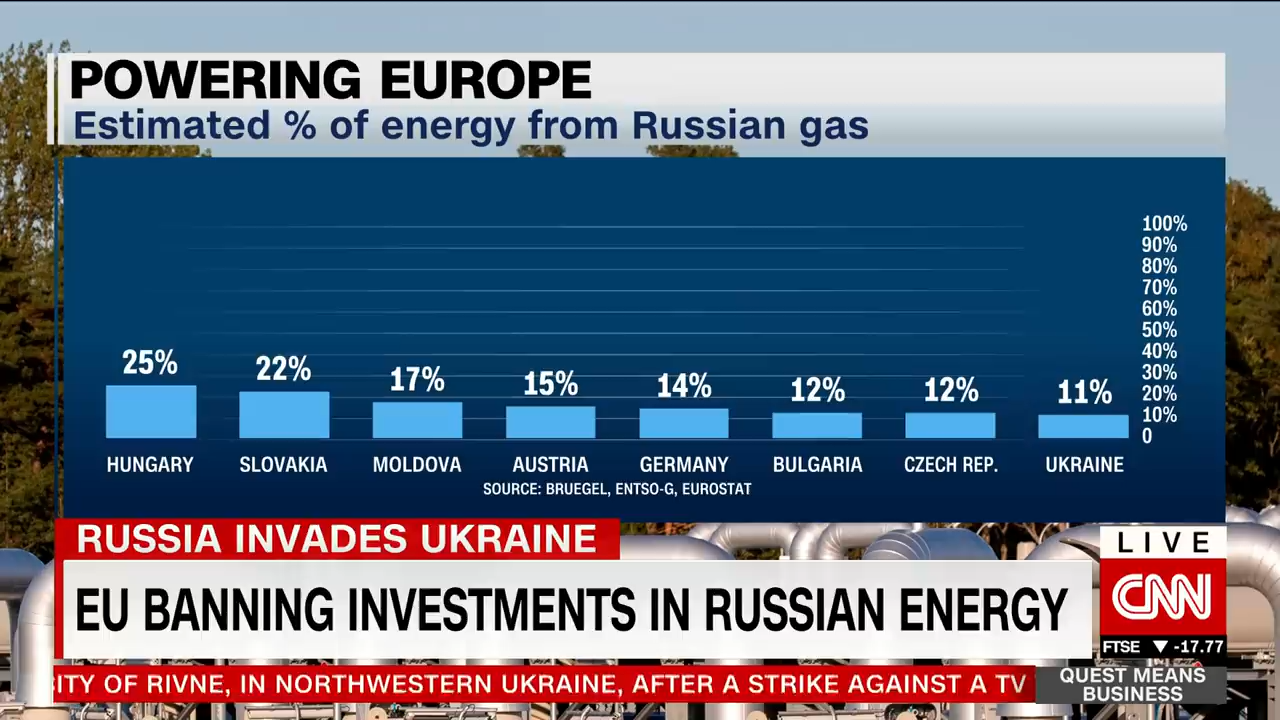 POWERING EUROPE
Estimated % of energy from Russian gas
100%
90%
80%
70%
60%
50%
40%
30%
20%
10%
0
25%
22%
17%
15%
14%
12%
12%
11%
HUNGARY
SLOVAKIA
MOLDOVA
AUSTRIA
GERMANY
BULGARIA
CZECH REP.
UKRAINE
SOURCE: BRUEGEL, ENTSO-G, EUROSTAT
RUSSIA INVADES UKRAINE
EU BANNING INVESTMENTS IN RUSSIAN ENERGY
LIVE
CNN
FTSE ▼ -17.77
ITY OF RIVNE, IN NORTHWESTERN UKRAINE, AFTER A STRIKE AGAINST A TV
QUEST MEANS
BUSINESS